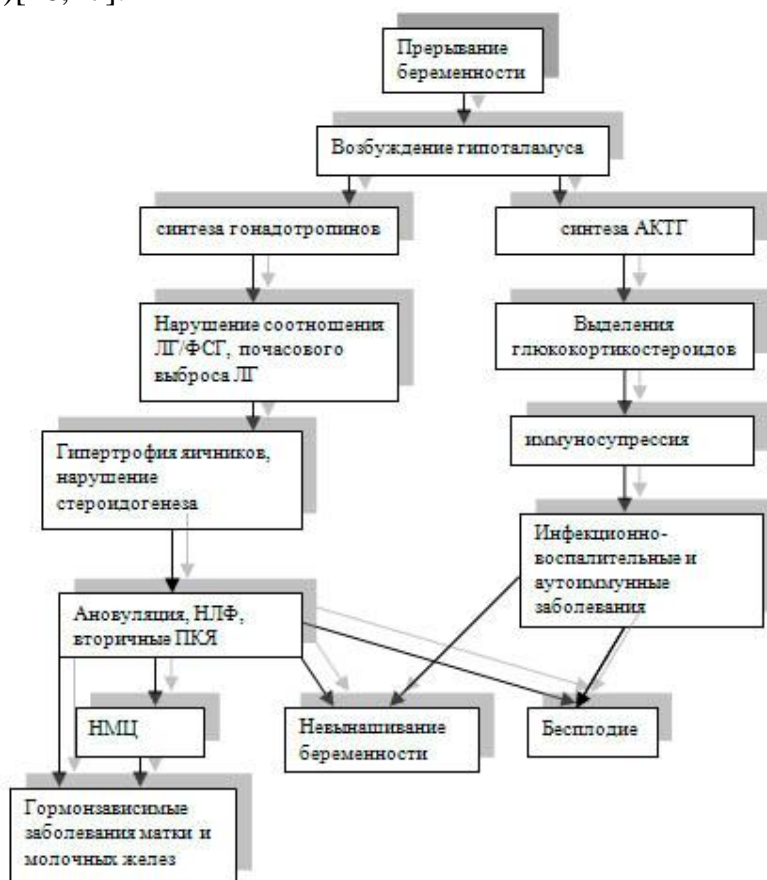 Прерывание
беременности
Возбуждение гипоталамуса
синтеза гонадотропинов
синтеза АКТГ
Нарушение соотношения
ЛГ/ФСГ, почасового
выброса ЛГ
Выделения
глюкокортикостероидов
Гипертрофия яичников,
нарушение
стероидогенеза
иммуносупрессия
Инфекционно-
воспалительные и
аутоиммунные
заболевания
Ановуляция, НЛФ,
вторичные ПКЯ
НМЦ
Невынашивание
беременности
Бесплодие
Гормонзависимые
заболевания матки и
молочных желез